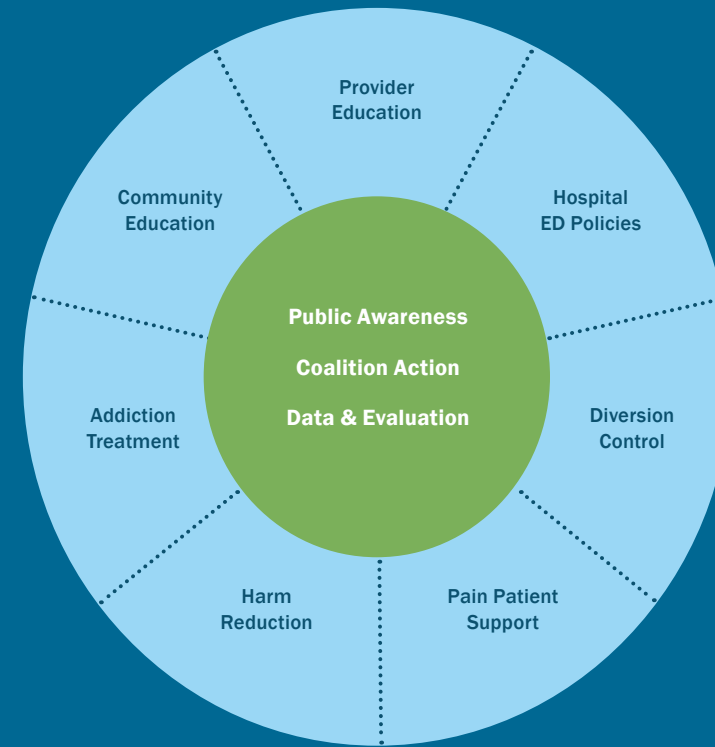 Provider
Education
Hospital
ED Policies
Diversion
Control
Pain Patient
Support
Harm
Reduction
Addiction
Treatment
Community
Education
Public Awareness
Coalition Action
Data & Evaluation